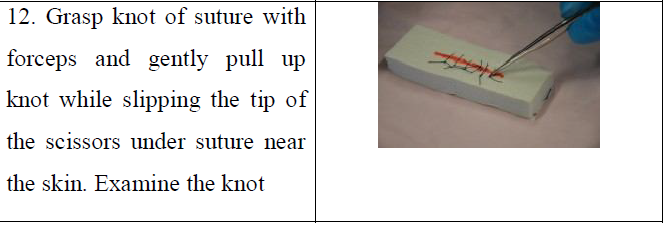 12. Grasp knot of suture with
forceps and gently pull up
knot while slipping the tip of
the scissors under suture near
the skin. Examine the knot